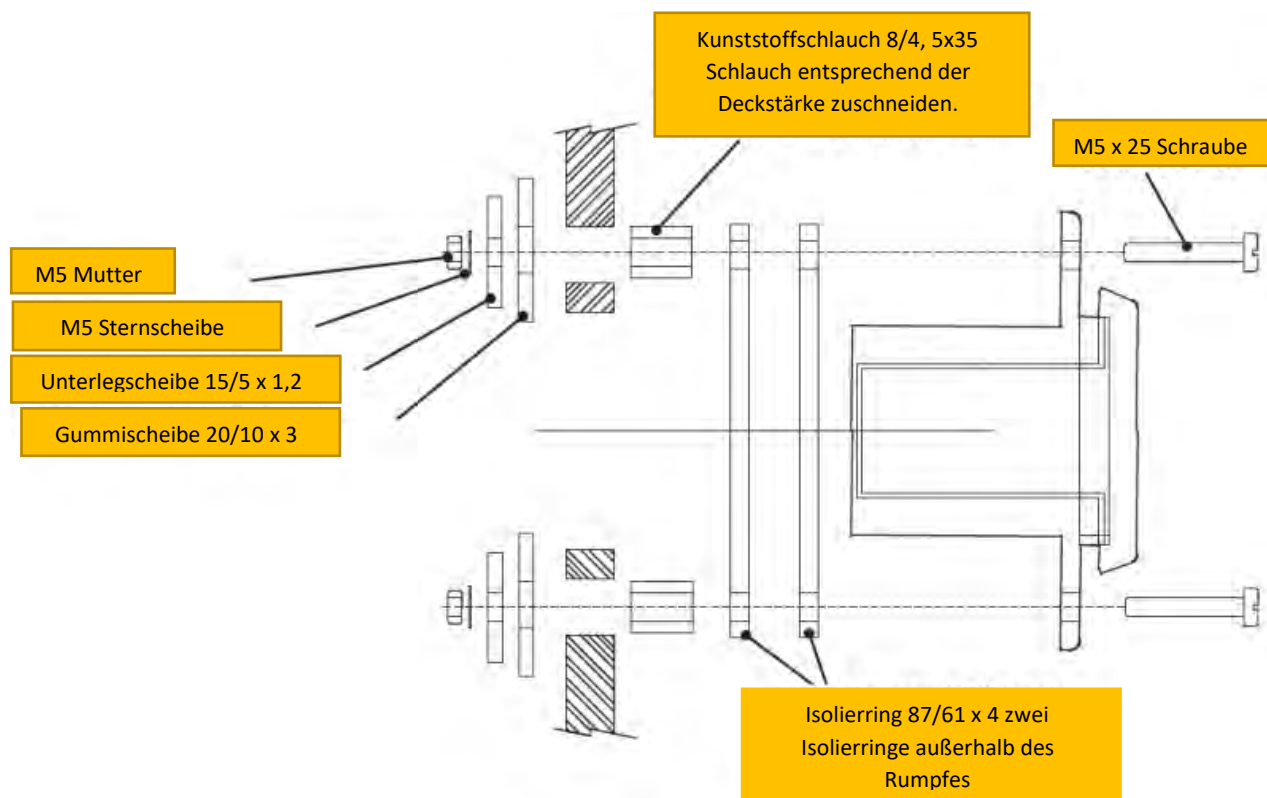 Kunststoffschlauch 8/4, 5x35
Schlauch entsprechend der
Deckstärke zuschneiden.
M5 x 25 Schraube
M5 Mutter
M5 Sternscheibe
Unterlegscheibe 15/5 x 1,2
Gummischeibe 20/10 x 3
Isolierring 87/61 x 4 zwei
Isolierringe außerhalb des
Rumpfes